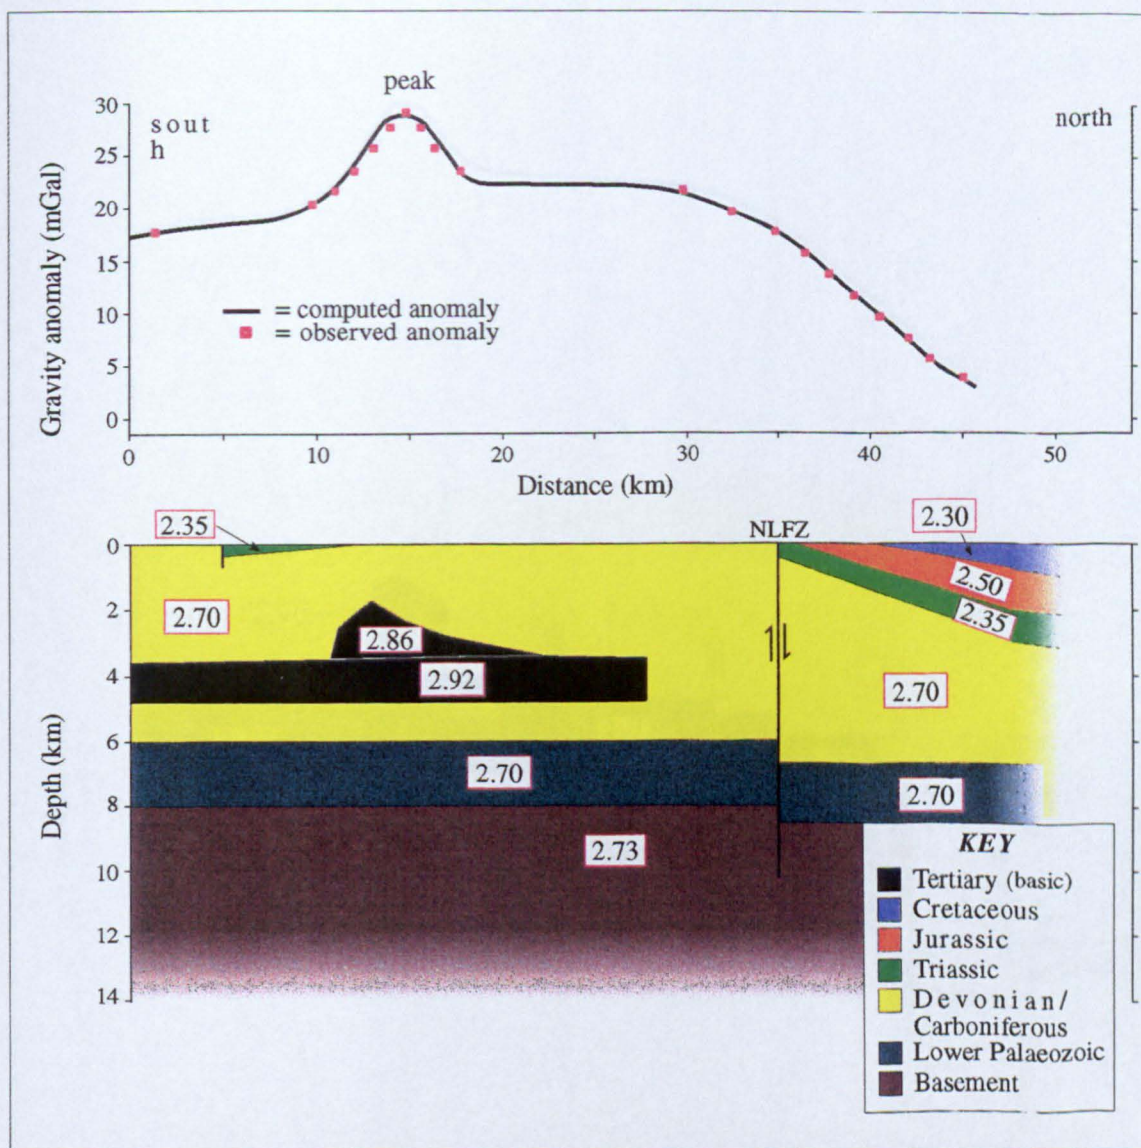 peak
30
sout
h
north
25
20
15
10
5
0
Gravity anomaly (mGal)
= computed anomaly
= observed anomaly
0
10
20
30
40
50
Distance (km)
2.35
NLFZ
2.30
0
2.50
2
2.70
2.35
2.86
4
2.92
2.70
6
2.70
2.70
8
2.73
10
12
14
Depth (km)
KEY
Tertiary (basic)
Cretaceous
Jurassic
Triassic
Devonian/
Carboniferous
Lower Palaeozoic
Basement